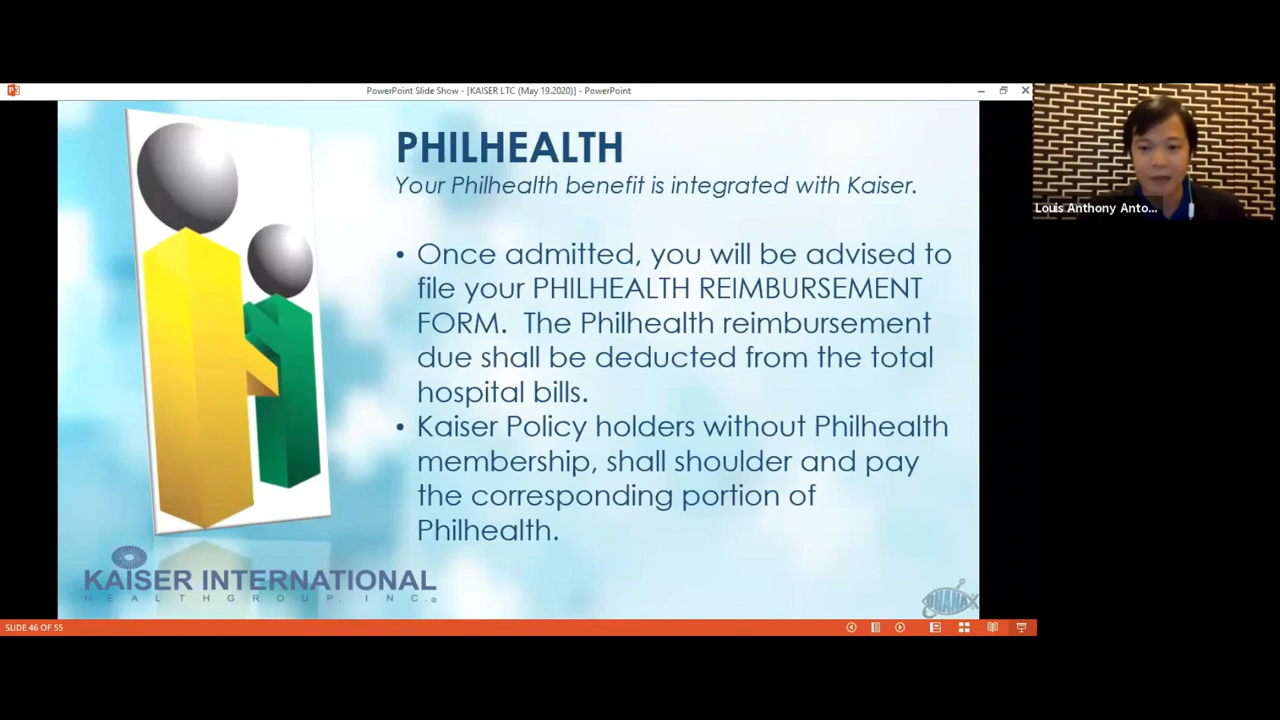 PowerPoint Slide Show - [KAISER LTC (May 19.2020)] - PowerPoint
Louis Anthony Anto...
PHILHEALTH
Your Philhealth benefit is integrated with Kaiser.
• Once admitted, you will be advised to
file your PHILHEALTH REIMBURSEMENT
FORM. The Philhealth reimbursement
due shall be deducted from the total
hospital bills.
• Kaiser Policy holders without Philhealth
membership, shall shoulder and pay
the corresponding portion of
Philhealth.
KAISER INTERNATIONAL
HEALTHGROUP, INC.®
OHANAX
SLIDE 46 OF 55